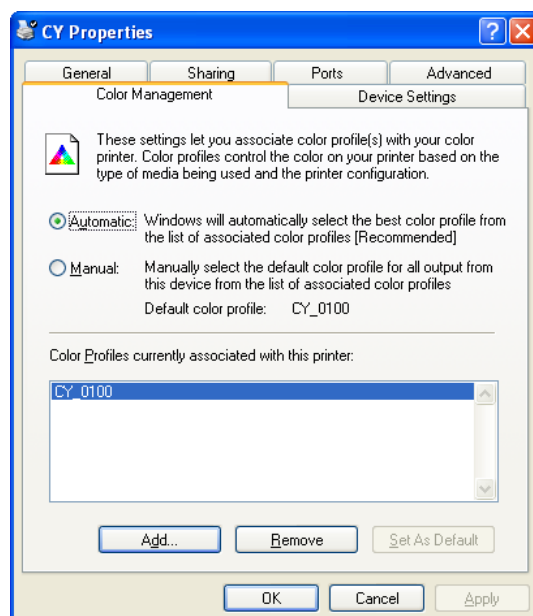 CY Properties
General Sharing Ports Advanced
Color Management Device Settings
These settings let you associate color profile(s) with your color
printer. Color profiles control the color on your printer based on the
type of media being used and the printer configuration.
Automatic: Windows will automatically select the best color profile from
the list of associated color profiles [Recommended]
Manual: Manually select the default color profile for all output from
this device from the list of associated color profiles
Default color profile: CY_0100
Color Profiles currently associated with this printer:
CY_0100
Add... Remove Set As Default
OK Cancel Apply